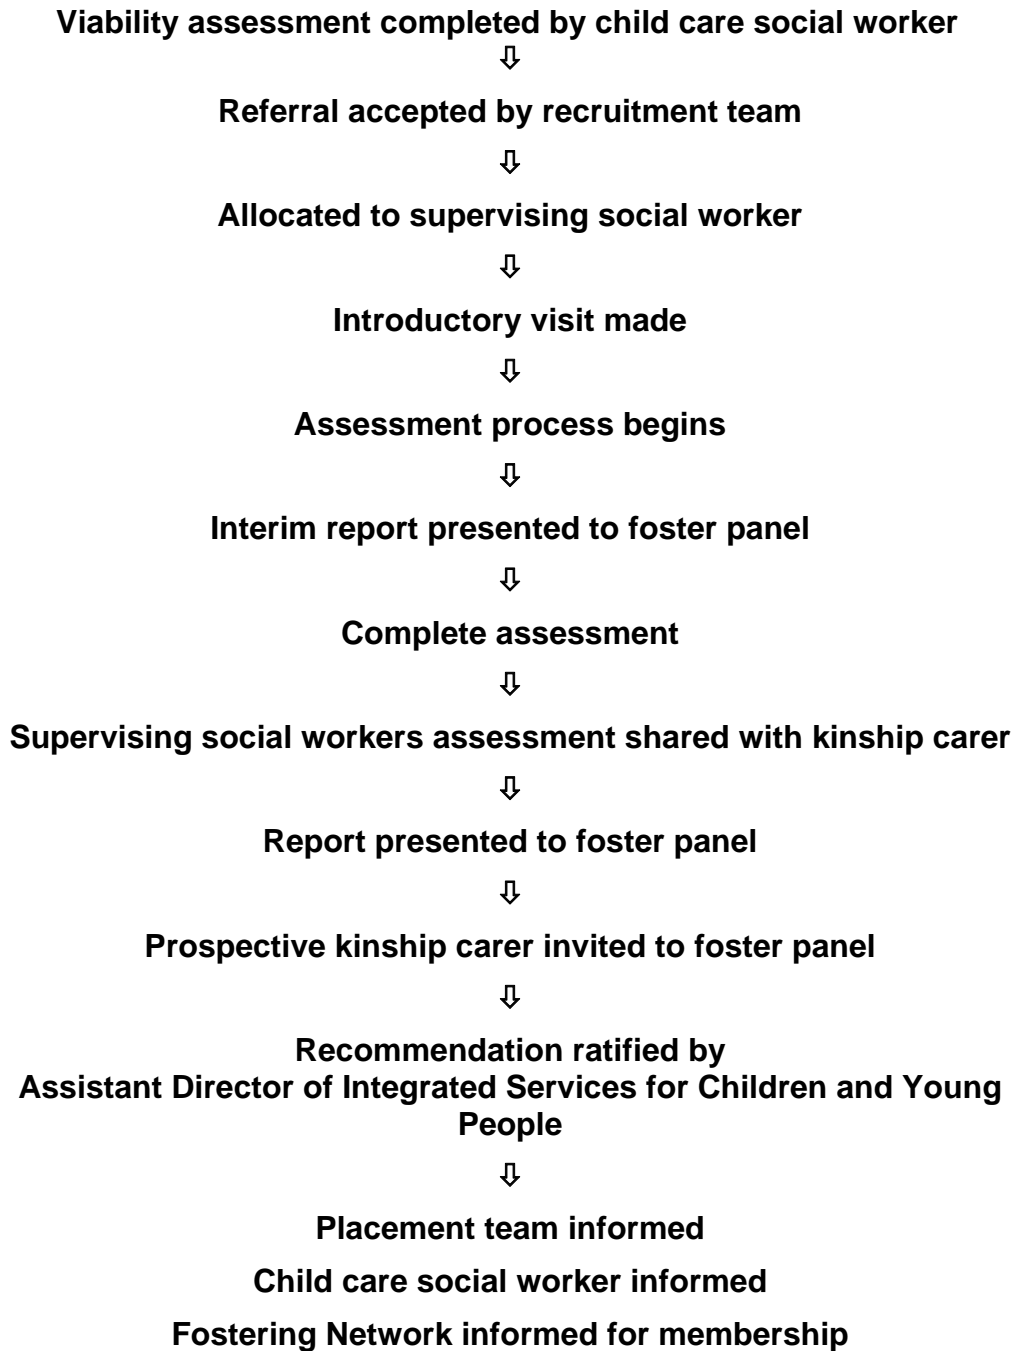 Viability assessment completed by child care social worker
⇩
Referral accepted by recruitment team
⇩
Allocated to supervising social worker
⇩
Introductory visit made
⇩
Assessment process begins
⇩
Interim report presented to foster panel
⇩
Complete assessment
⇩
Supervising social workers assessment shared with kinship carer
⇩
Report presented to foster panel
⇩
Prospective kinship carer invited to foster panel
⇩
Recommendation ratified by
Assistant Director of Integrated Services for Children and Young
People
⇩
Placement team informed
Child care social worker informed
Fostering Network informed for membership